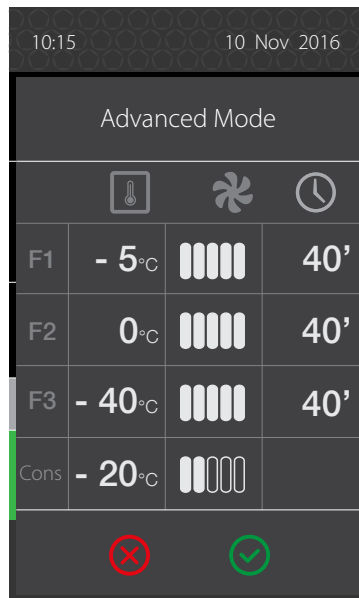 10:15 10 Nov 2016
Advanced Mode
F1 - 5°C 40’
F2 0°C 40’
F3 - 40°C 40’
Cons - 20°C